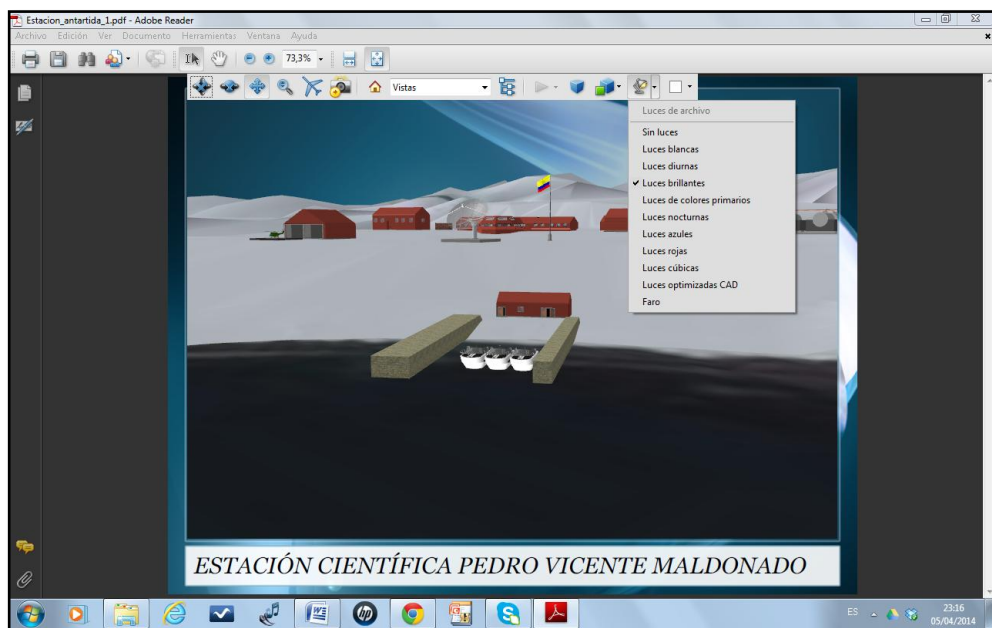 Estacion_antartida_1.pdf - Adobe Reader
Archivo Edición Ver Documento Herramientas Ventana Ayuda
73,3%
Vistas
Luces de archivo
Sin luces
Luces blancas
Luces diurnas
Luces brillantes
Luces de colores primarios
Luces nocturnas
Luces azules
Luces rojas
Luces cúbicas
Luces optimizadas CAD
Faro
ESTACIÓN CIENTÍFICA PEDRO VICENTE MALDONADO
ES
23:16
05/04/2014